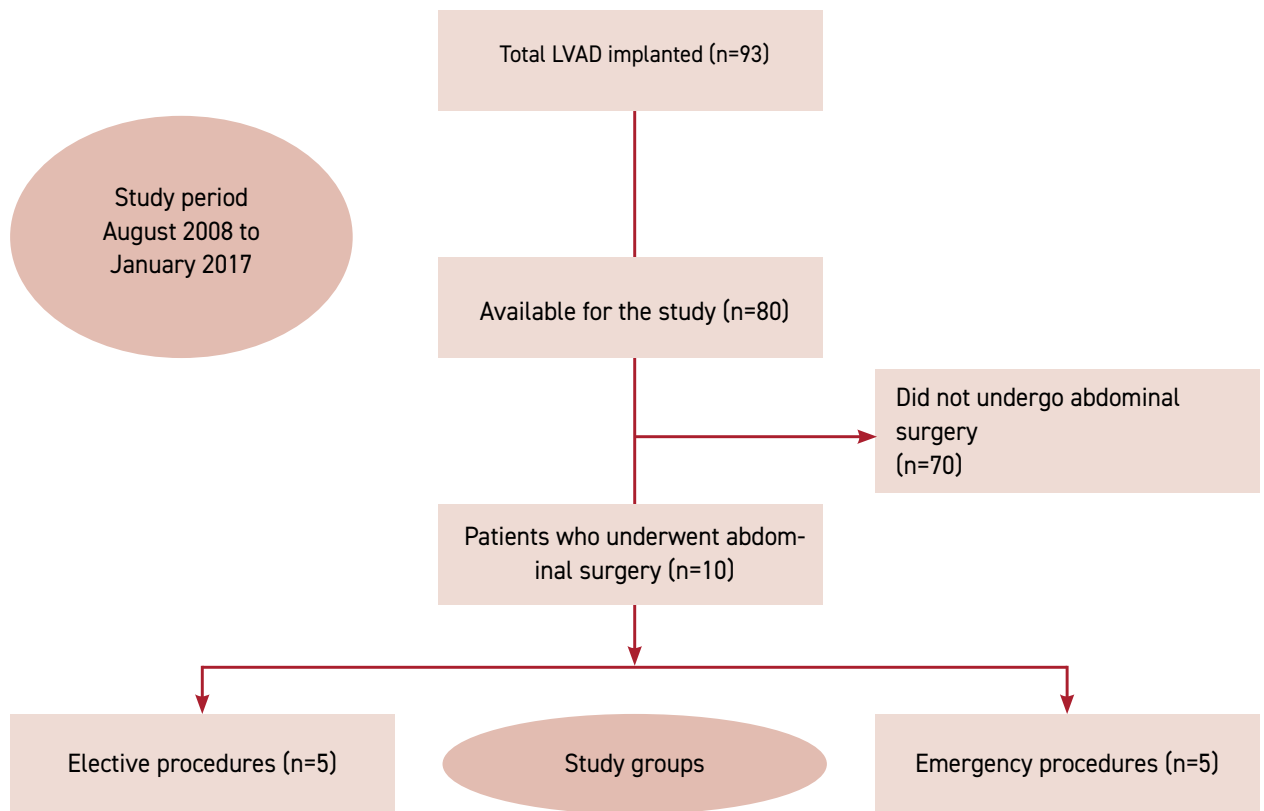 Total LVAD implanted (n=93)
Study period
August 2008 to
January 2017
Available for the study (n=80)
Did not undergo abdominal
surgery
(n=70)
Patients who underwent abdom-
inal surgery (n=10)
Elective procedures (n=5)
Study groups
Emergency procedures (n=5)